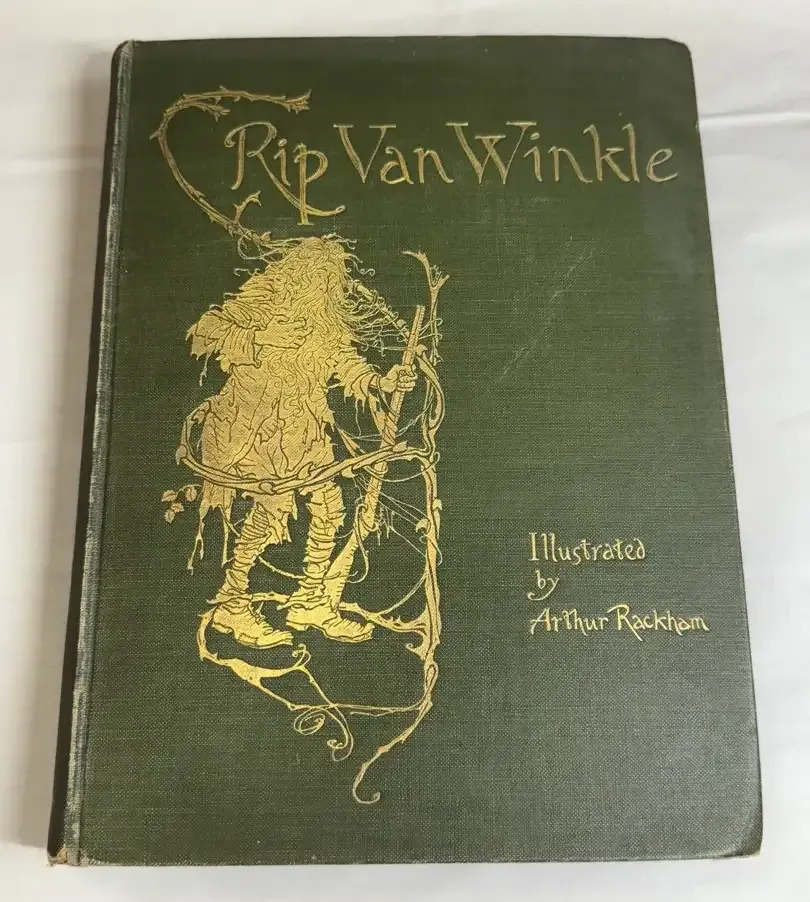 Rip Van Winkle
Illustrated
by
Arthur Rackham